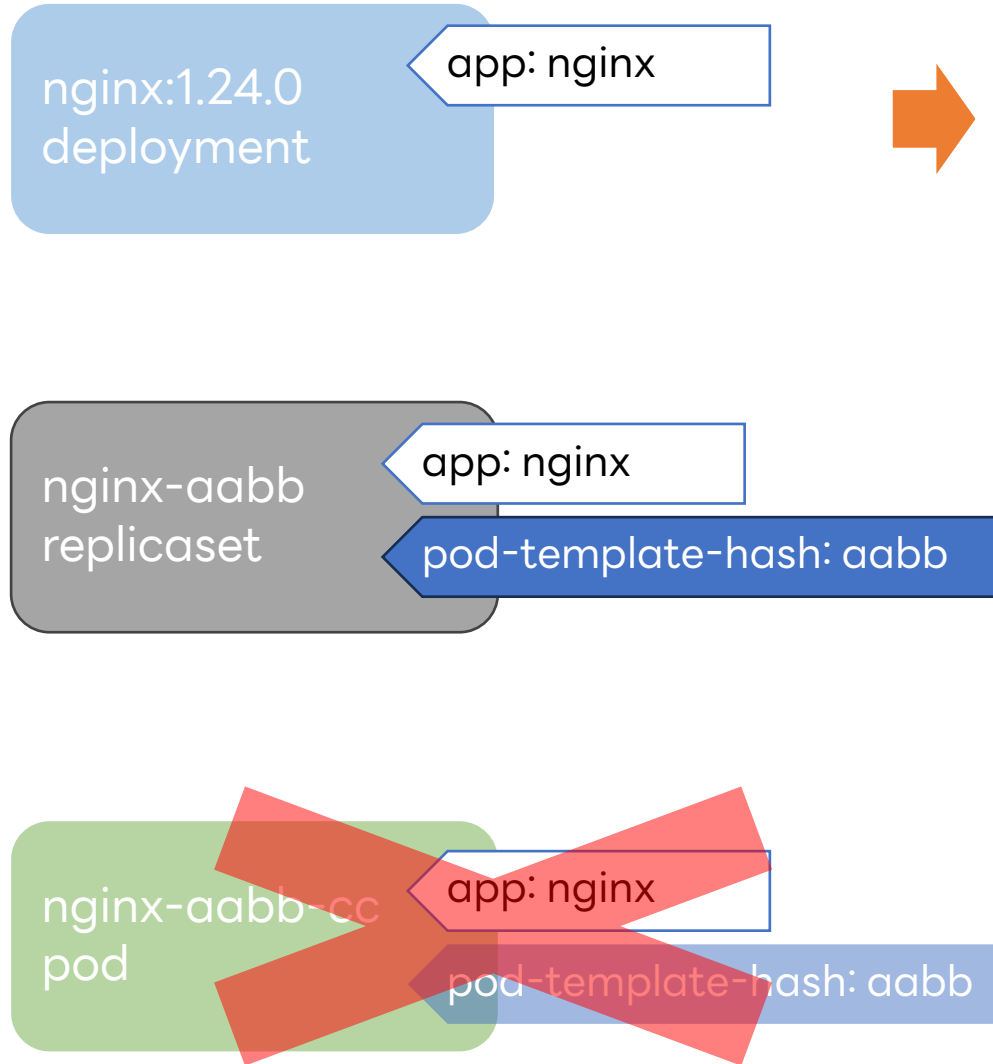 nginx:1.24.0
deployment
app: nginx
nginx-aabb
replicaset
app: nginx
pod-template-hash: aabb
nginx-aabb-cc
pod
app: nginx
pod-template-hash: aabb